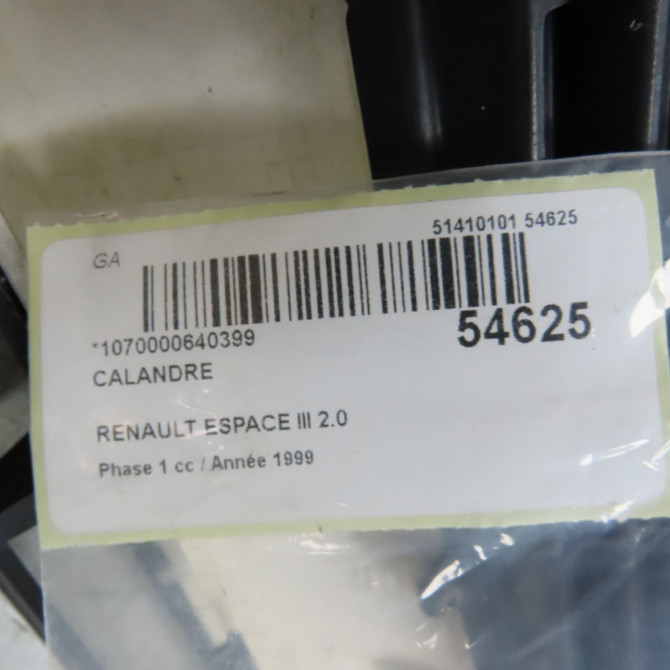 GA
51410101 54625
*1070000640399
54625
CALANDRE
RENAULT ESPACE III 2.0
Phase 1 cc / Année 1999